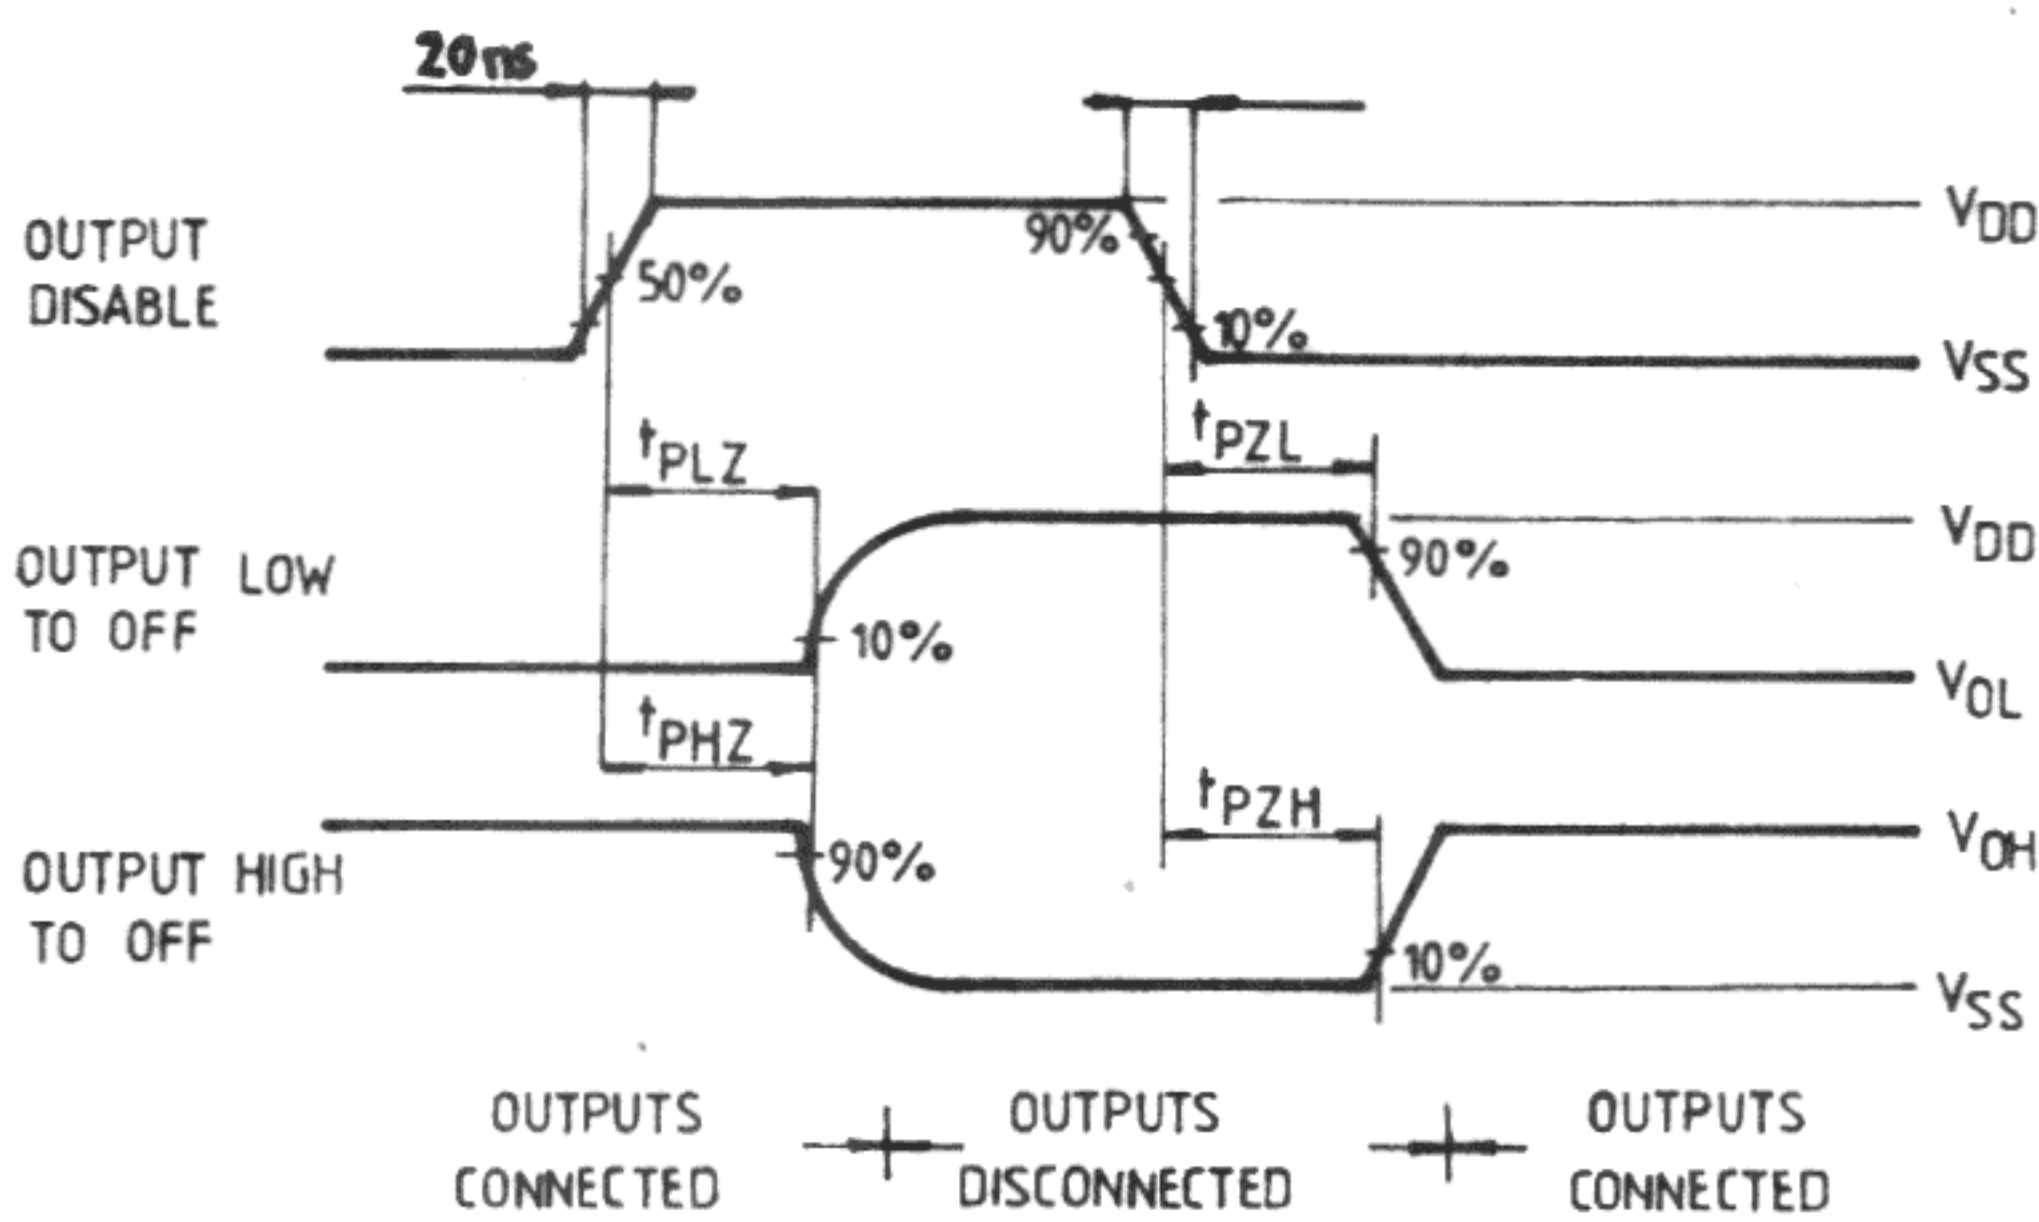 20ns
OUTPUT
DISABLE
50%
90%
10%
VDD
VSS
tPLZ
tPZL
OUTPUT LOW
TO OFF
10%
90%
VDD
VOL
tPHZ
tPZH
OUTPUT HIGH
TO OFF
90%
10%
VOH
VSS
OUTPUTS
CONNECTED
OUTPUTS
DISCONNECTED
OUTPUTS
CONNECTED